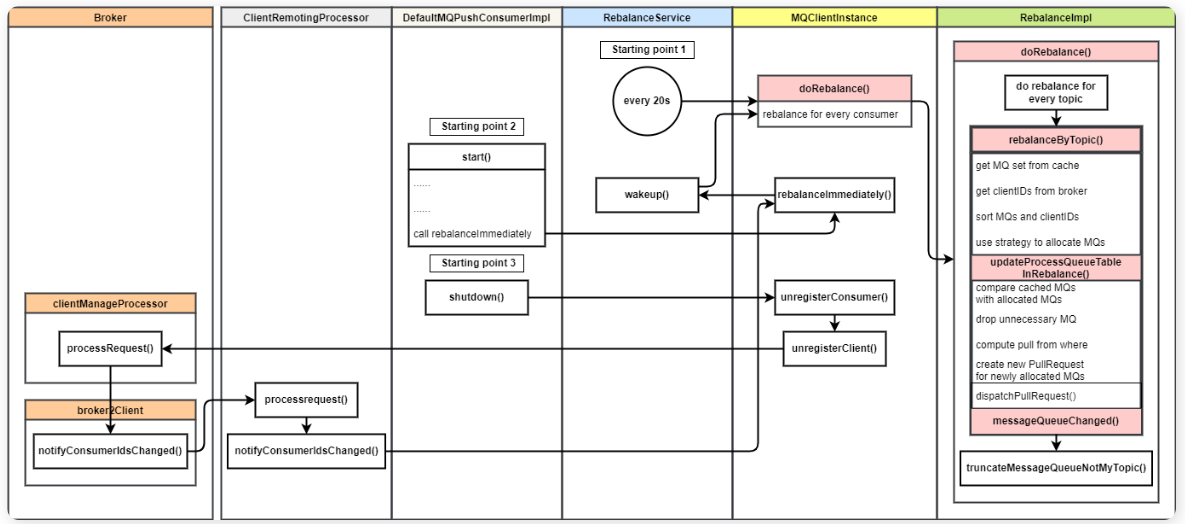 Broker
ClientRemotingProcessor
DefaultMQPushConsumerImpl
RebalanceService
MQClientInstance
RebalanceImpl
Starting point 1
every 20s
doRebalance()
rebalance for every consumer
Starting point 2
start()
......
......
call rebalanceImmediately
wakeup()
rebalanceImmediately()
Starting point 3
shutdown()
unregisterConsumer()
unregisterClient()
clientManageProcessor
processRequest()
broker2Client
notifyConsumerIdsChanged()
processrequest()
notifyConsumerIdsChanged()
doRebalance()
do rebalance for
every topic
rebalanceByTopic()
get MQ set from cache
get clientIDs from broker
sort MQs and clientIDs
use strategy to allocate MQs
updateProcessQueueTable
InRebalance()
compare cached MQs
with allocated MQs
drop unnecessary MQ
compute pull from where
create new PullRequest
for newly allocated MQs
dispatchPullRequest()
messageQueueChanged()
truncateMessageQueueNotMyTopic()